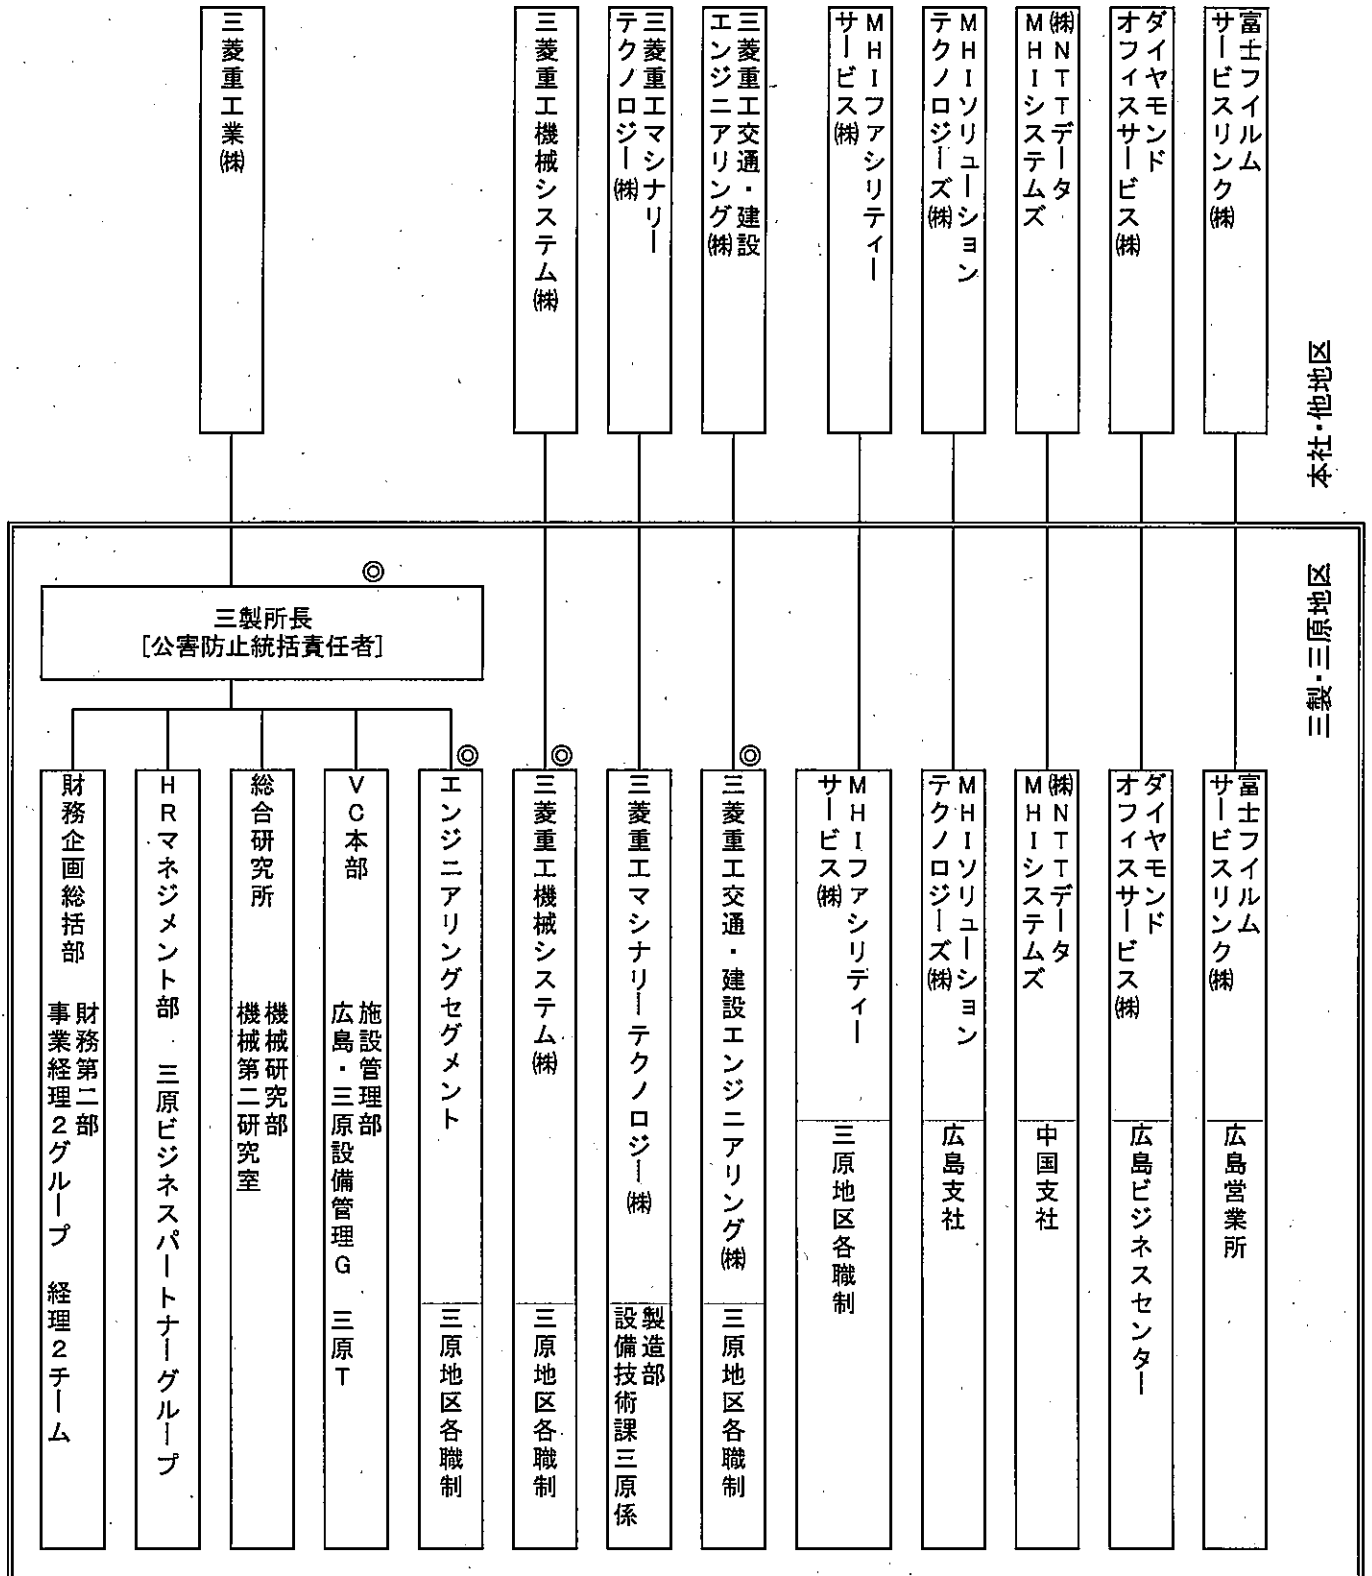 三菱重工業㈱
三菱重工機械システム㈱
三菱重工マシナリー
テクノロジー㈱
三菱重工交通・建設
エンジニアリング㈱
MHIファシリティー
サービス㈱
MHIソリューション
テクノロジーズ㈱
㈱NTTデータ
MHIシステムズ
ダイヤモンド
オフィスサービス㈱
富士フイルム
サービスリンク㈱
本社・他地区
三製・三原地区
◎
三製所長
[公害防止統括責任者]
財務企画総括部
財務第二部
事業経理2グループ 経理2チーム
HRマネジメント部 三原ビジネスパートナーグループ
総合研究所
機械研究部
機械第二研究室
VC本部
施設管理部
広島・三原設備管理G 三原T
◎
エンジニアリングセグメント
三原地区各職制
◎
三菱重工機械システム㈱
三原地区各職制
三菱重工マシナリーテクノロジー㈱
製造部
設備技術課三原係
◎
三菱重工交通・建設エンジニアリング㈱
三原地区各職制
MHIファシリティー
サービス㈱
三原地区各職制
MHIソリューション
テクノロジーズ㈱
広島支社
㈱NTTデータ
MHIシステムズ
中国支社
ダイヤモンド
オフィスサービス㈱
広島ビジネスセンター
富士フイルム
サービスリンク㈱
広島営業所